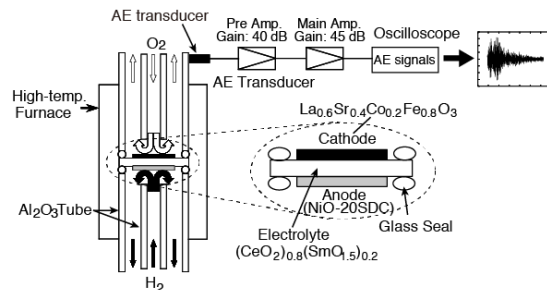 AE transducer
Pre Amp.
Gain: 40 dB
Main Amp.
Gain: 45 dB
Oscilloscope
AE signals
O2
AE Transducer
High-temp.
Furnace
La0.6Sr0.4Co0.2Fe0.8O3
Cathode
Anode
(NiO-20SDC)
Glass Seal
Al2O3Tube
Electrolyte
(CeO2)0.8(SmO1.5)0.2
H2